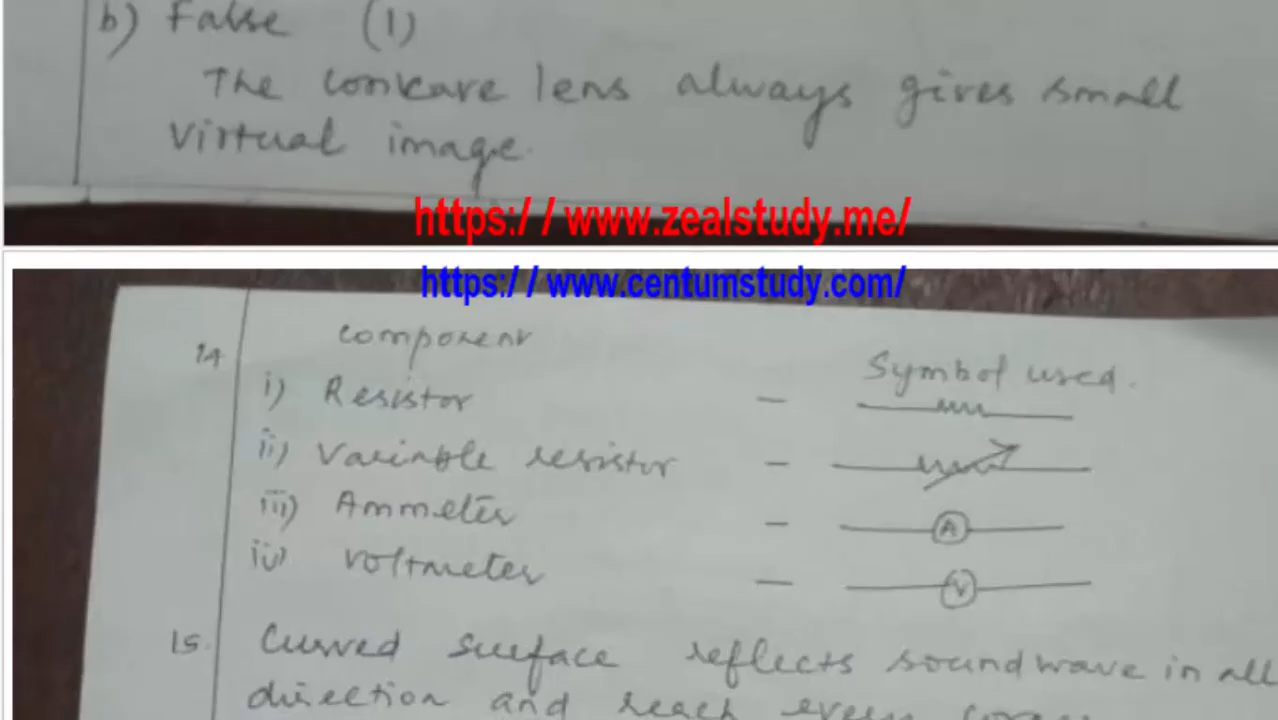 b) False (1)
The concave lens always gives small
virtual image.
https://www.zealstudy.me/
https://www.centumstudy.com/
14 component Symbol used.
i) Resistor –
ii) Variable resistor –
iii) Ammeter – A
iv) voltmeter – V
15. Curved surface reflects sound wave in all
direction and reach every